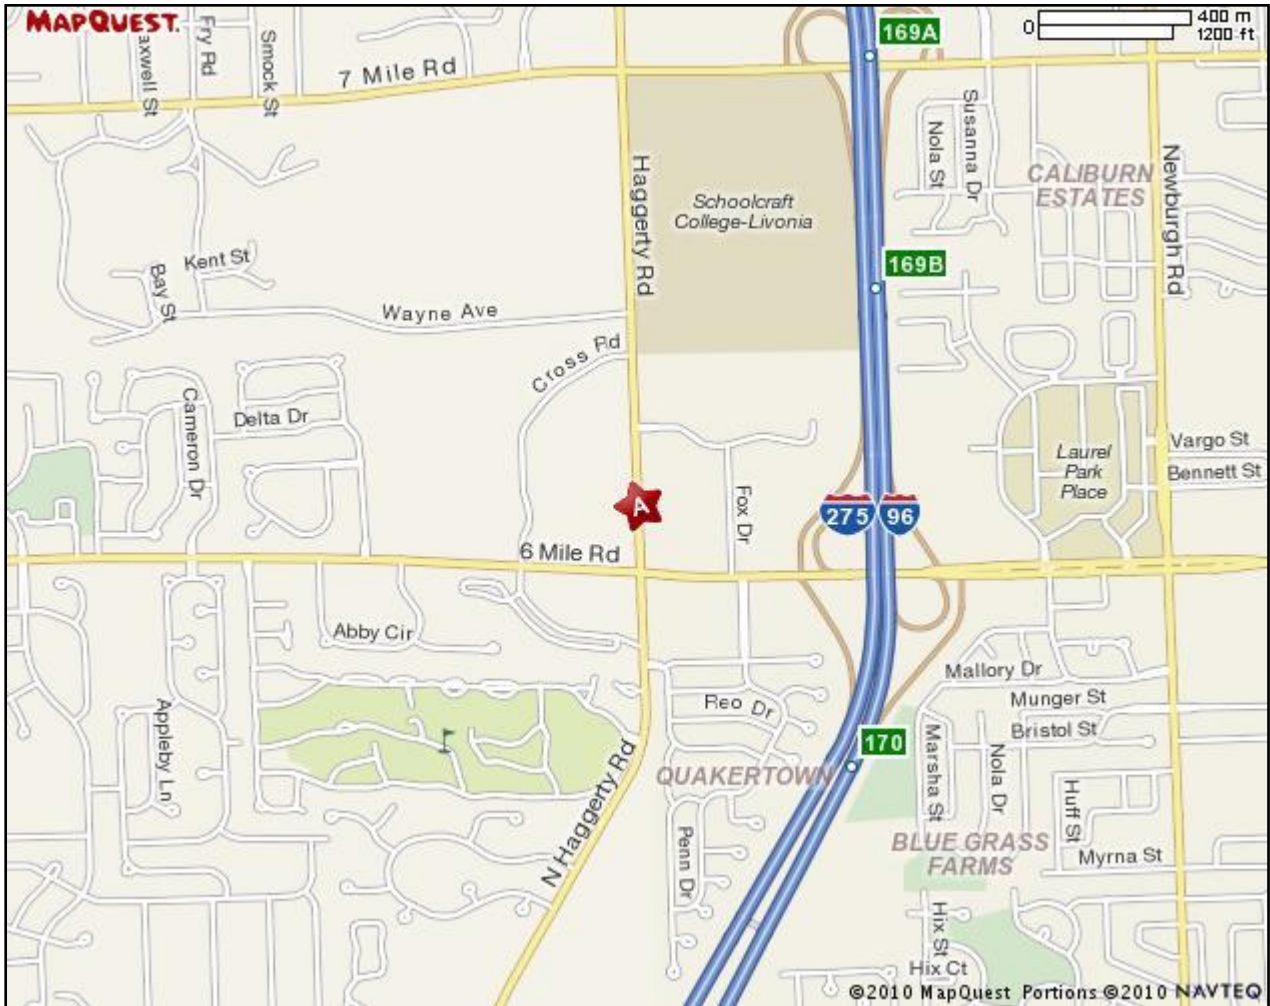 MAPQUEST.
169A
0
400 m
1200 ft
Fry Rd
axwell St
Smock St
7 Mile Rd
Susanna Dr
Nola St
Haggerty Rd
Newburgh Rd
CALIBURN
ESTATES
Schoolcraft
College-Livonia
Kent St
Bay St
169B
Wayne Ave
Cross Rd
Cameron Dr
Delta Dr
Laurel
Park
Place
Vargo St
Bennett St
Fox Dr
A
275
96
6 Mile Rd
Abby Cir
Mallory Dr
Munger St
Reo Dr
Appleby Ln
Bristol St
170
Marsha St
Nola Dr
QUAKERTOWN
N Haggerty Rd
Huff St
BLUE GRASS
FARMS
Penn Dr
Myrna St
Hix St
Hix Ct
©2010 MapQuest Portions ©2010 NAVTEQ